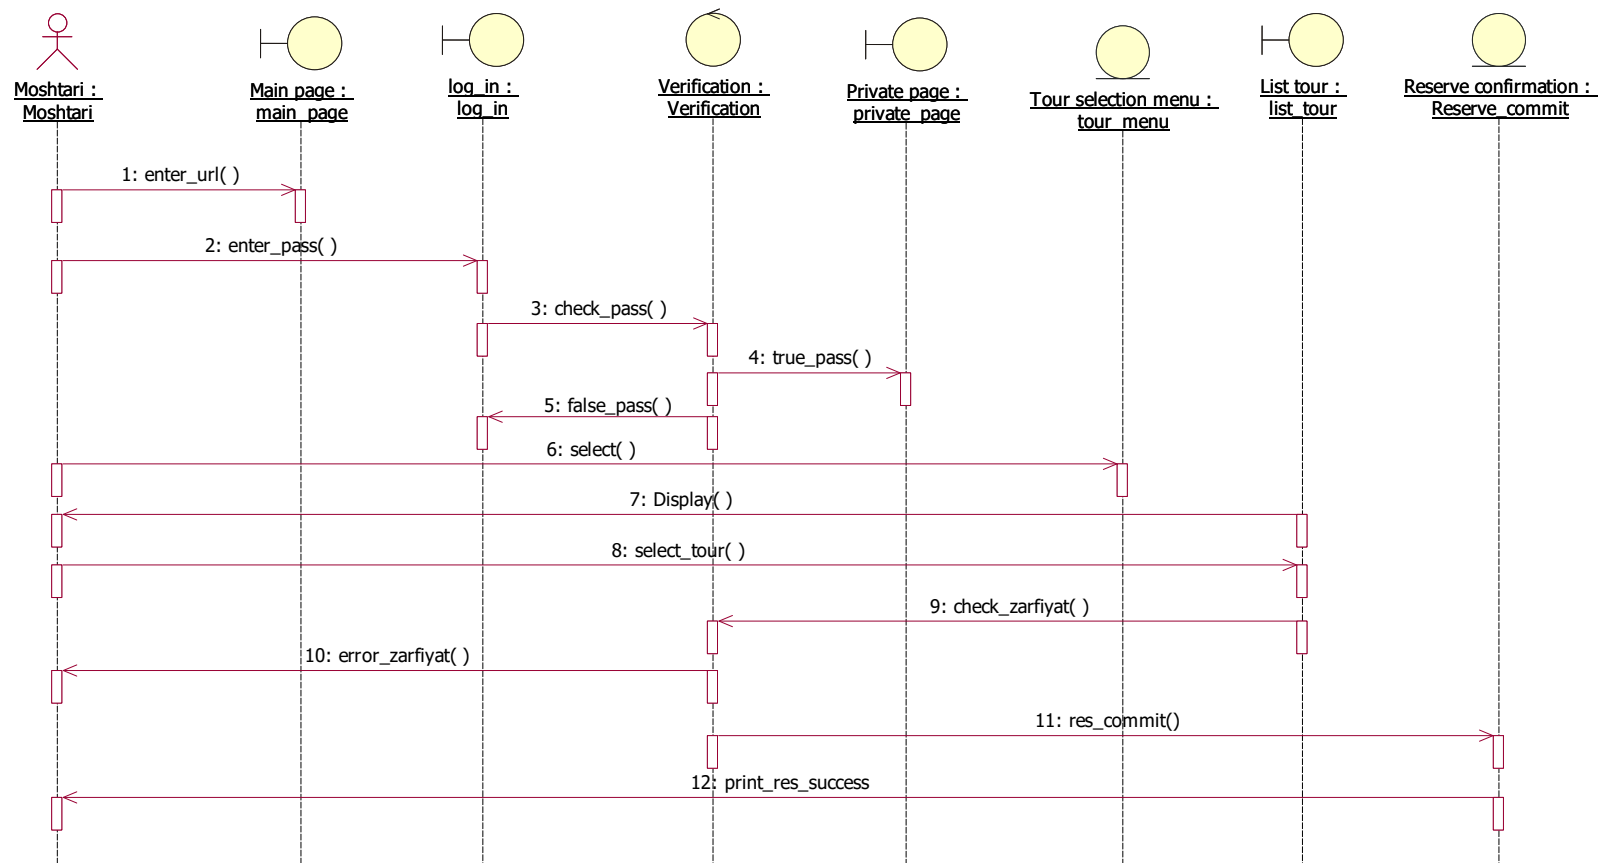 Moshtari :
Moshtari
Main page :
main_page
log_in :
log_in
Verification :
Verification
Private page :
private_page
Tour selection menu :
tour_menu
List tour :
list_tour
Reserve confirmation :
Reserve_commit
1: enter_url( )
2: enter_pass( )
3: check_pass( )
4: true_pass( )
5: false_pass( )
6: select( )
7: Display( )
8: select_tour( )
9: check_zarfiyat( )
10: error_zarfiyat( )
11: res_commit()
12: print_res_success